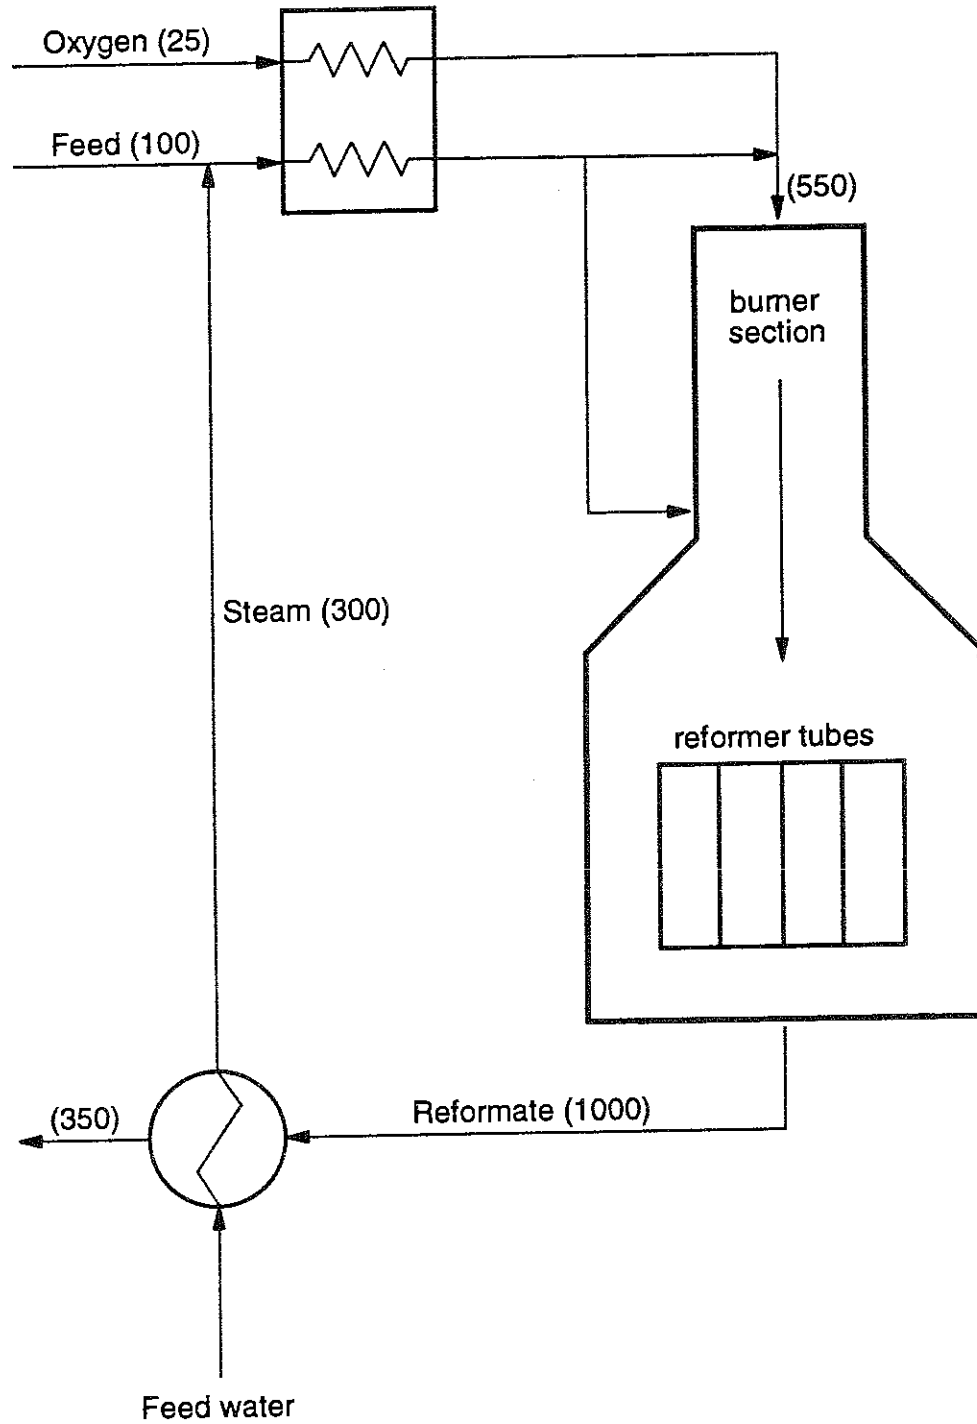 Oxygen (25)
Feed (100)
(550)
burner
section
Steam (300)
reformer tubes
(350)
Reformate (1000)
Feed water